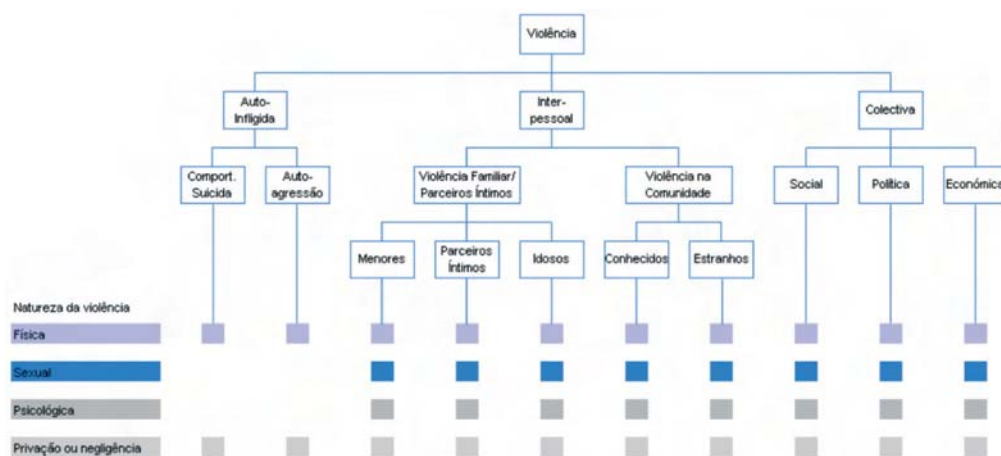 Violência
Auto-
Infligida
Inter-
pessoal
Colectiva
Comport.
Suicida
Auto-
agressão
Violência Familiar/
Parceiros Íntimos
Violência na
Comunidade
Social
Política
Económica
Menores
Parceiros
Íntimos
Idosos
Conhecidos
Estranhos
Natureza da violência
Física
Sexual
Psicológica
Privação ou negligência